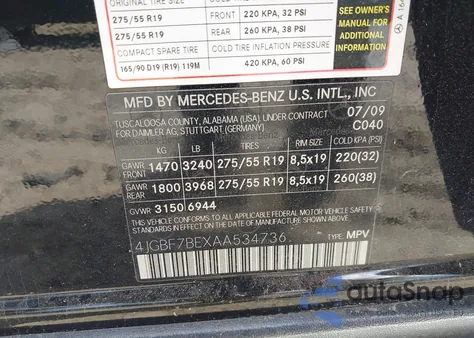 ORIGINAL TIRE SIZE
275/55 R19 FRONT 220 KPA, 32 PSI
275/55 R19 REAR 260 KPA, 38 PSI
COMPACT SPARE TIRE COLD TIRE INFLATION PRESSURE
165/90 D19 (R19) 119M 420 KPA, 60 PSI
SEE OWNER'S
MANUAL FOR
ADDITIONAL
INFORMATION
MFD BY MERCEDES-BENZ U.S. INTL., INC
TUSCALOOSA COUNTY, ALABAMA (USA) UNDER CONTRACT 07/09
FOR DAIMLER AG, STUTTGART (GERMANY) C040
KG LB TIRES RIM SIZE COLD KPA (PSI)
GAWR FRONT 1470 3240 275/55 R19 8,5x19 220(32)
GAWR REAR 1800 3968 275/55 R19 8,5x19 260(38)
GVWR 3150 6944
THIS VEHICLE CONFORMS TO ALL APPLICABLE FEDERAL MOTOR VEHICLE
SAFETY STANDARDS IN EFFECT ON THE DATE OF MANUFACTURE SHOWN ABOVE.
4JGBF7BEXAA534736 TYPE: MPV
autoSnap